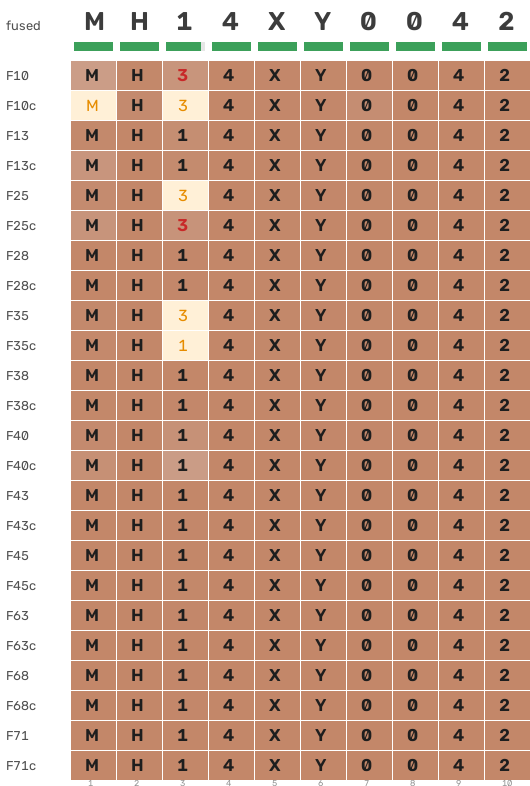 fused M H 1 4 X Y 0 0 4 2
F10 M H 3 4 X Y 0 0 4 2
F10c M H 3 4 X Y 0 0 4 2
F13 M H 1 4 X Y 0 0 4 2
F13c M H 1 4 X Y 0 0 4 2
F25 M H 3 4 X Y 0 0 4 2
F25c M H 3 4 X Y 0 0 4 2
F28 M H 1 4 X Y 0 0 4 2
F28c M H 1 4 X Y 0 0 4 2
F35 M H 3 4 X Y 0 0 4 2
F35c M H 1 4 X Y 0 0 4 2
F38 M H 1 4 X Y 0 0 4 2
F38c M H 1 4 X Y 0 0 4 2
F40 M H 1 4 X Y 0 0 4 2
F40c M H 1 4 X Y 0 0 4 2
F43 M H 1 4 X Y 0 0 4 2
F43c M H 1 4 X Y 0 0 4 2
F45 M H 1 4 X Y 0 0 4 2
F45c M H 1 4 X Y 0 0 4 2
F63 M H 1 4 X Y 0 0 4 2
F63c M H 1 4 X Y 0 0 4 2
F68 M H 1 4 X Y 0 0 4 2
F68c M H 1 4 X Y 0 0 4 2
F71 M H 1 4 X Y 0 0 4 2
F71c M H 1 4 X Y 0 0 4 2
1 2 3 4 5 6 7 8 9 10